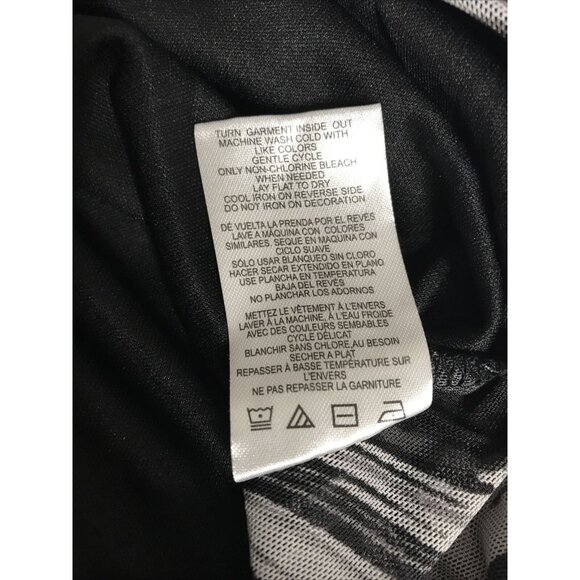 TURN GARMENT INSIDE OUT
MACHINE WASH COLD WITH
LIKE COLORS
GENTLE CYCLE
ONLY NON-CHLORINE BLEACH
WHEN NEEDED
LAY FLAT TO DRY
COOL IRON ON REVERSE SIDE
DO NOT IRON ON DECORATION
DE VUELTA LA PRENDA POR EL REVÉS
LAVE A MÁQUINA CON COLORES
SIMILARES. SEQUE EN MAQUINA CON
CICLO SUAVE
SÓLO USAR BLANQUEO SIN CLORO
HACER SECAR EXTENDIDO EN PLANO
USE PLANCHA EN TEMPERATURA
BAJA DEL REVÉS
NO PLANCHAR LOS ADORNOS
METTEZ LE VÊTEMENT À L'ENVERS
LAVER À LA MACHINE, À L'EAU FROIDE
AVEC DES COULEURS SEMBABLES
CYCLE DÉLICAT
BLANCHIR SANS CHLORE AU BESOIN
SECHER A PLAT
REPASSER À BASSE TEMPÉRATURE SUR
L'ENVERS
NE PAS REPASSER LA GARNITURE